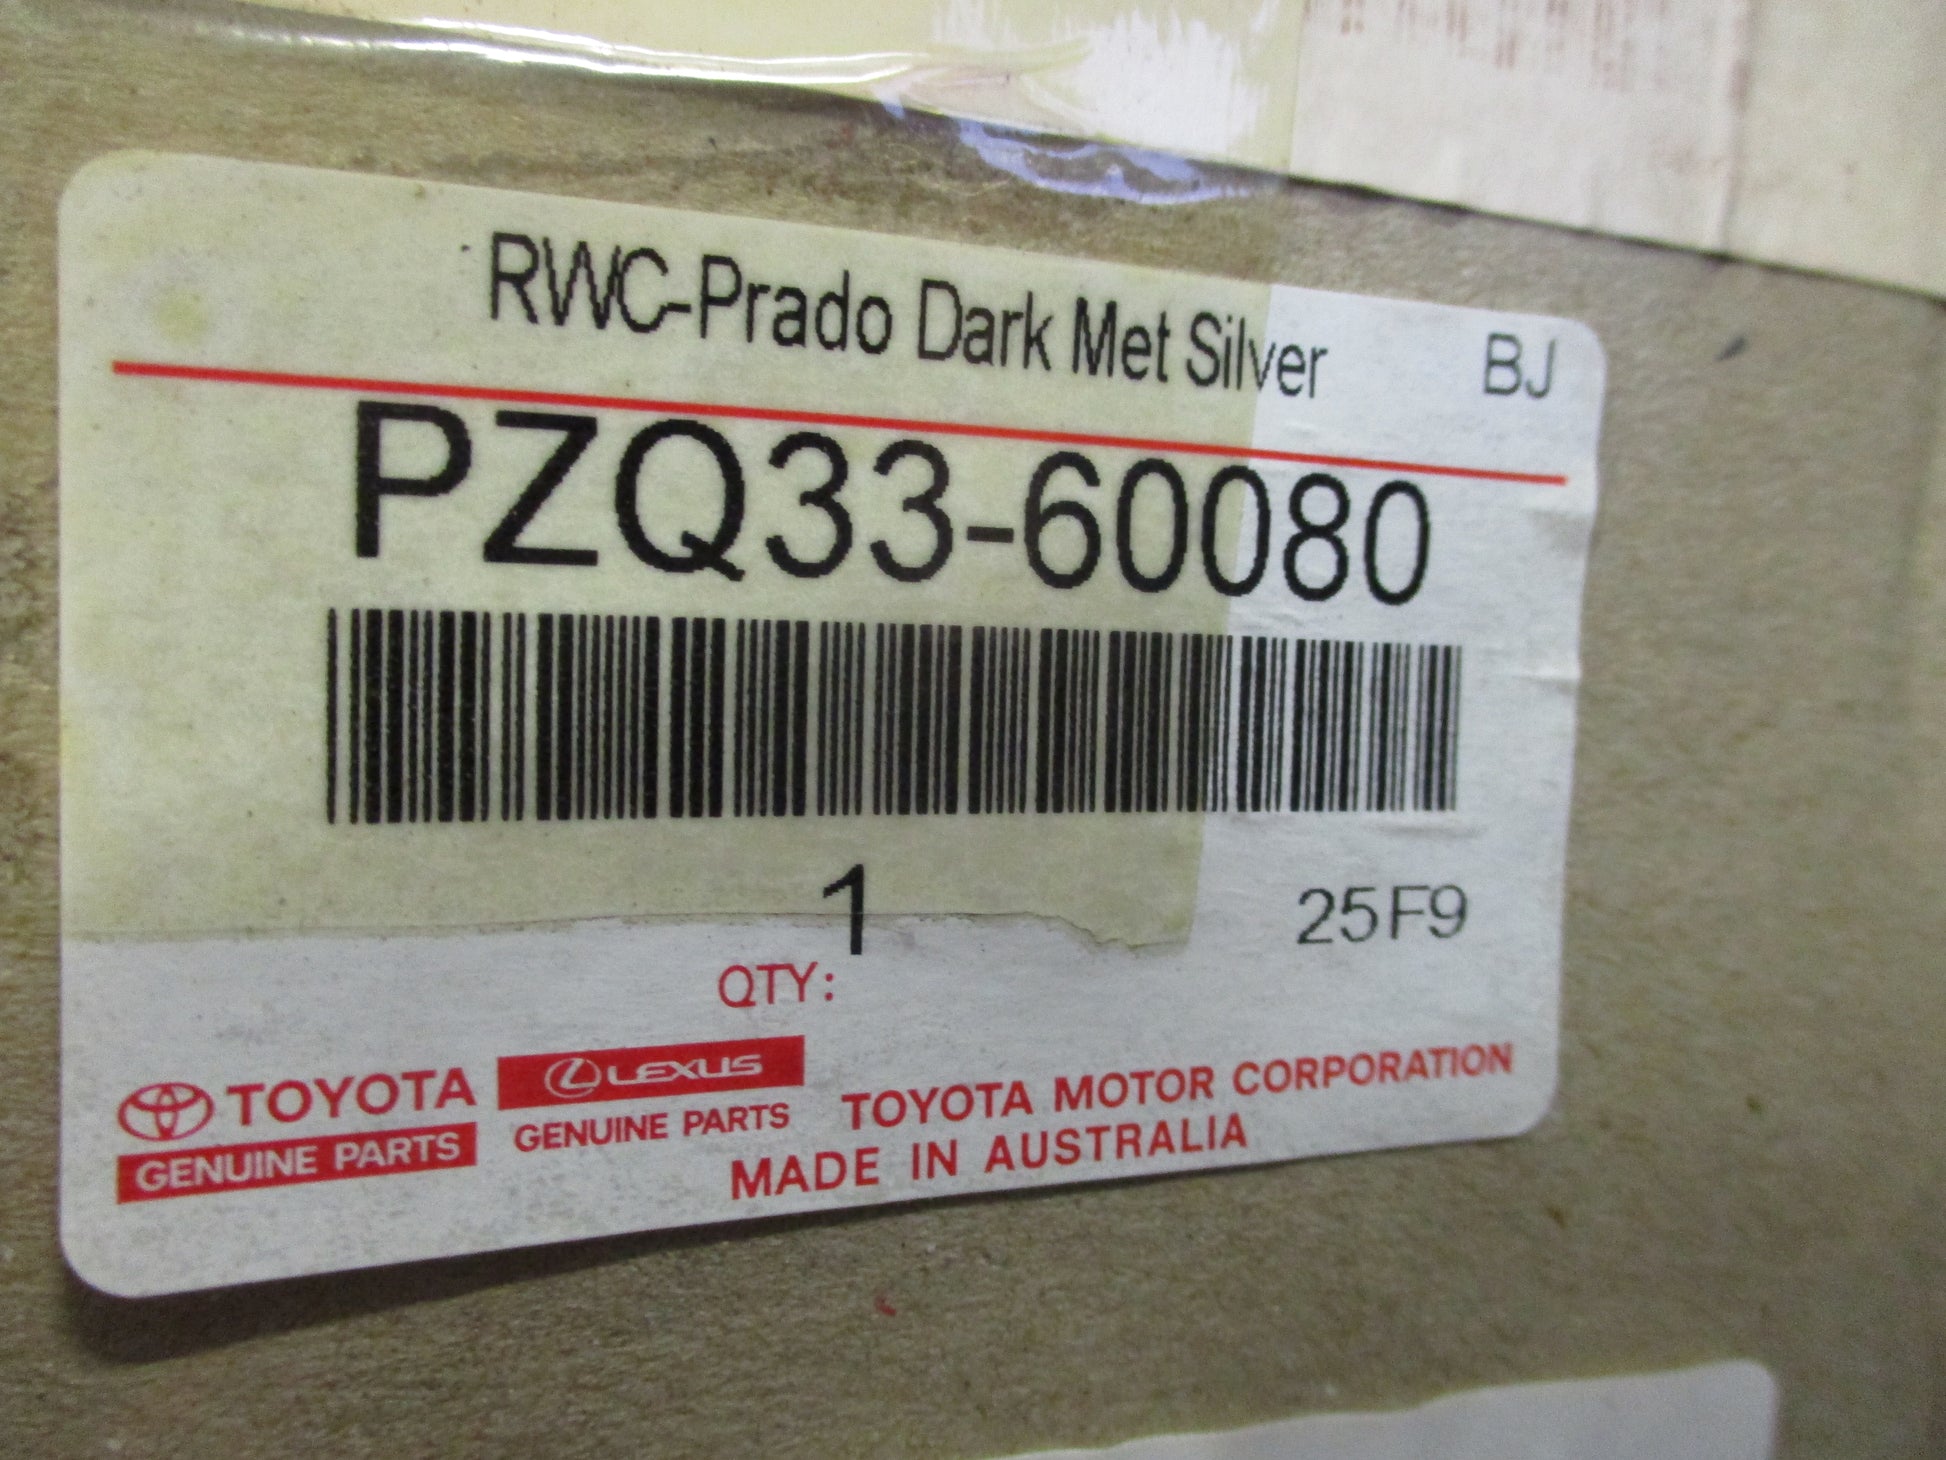 RWC-Prado Dark Met Silver BJ
PZQ33-60080
1 25F9
QTY:
TOYOTA
GENUINE PARTS
LEXUS
GENUINE PARTS
TOYOTA MOTOR CORPORATION
MADE IN AUSTRALIA